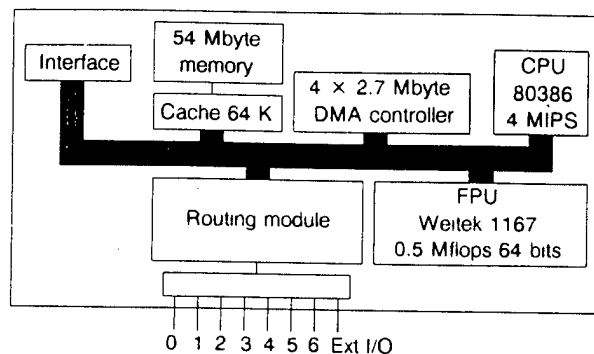 Interface
54 Mbyte
memory
Cache 64 K
4 × 2.7 Mbyte
DMA controller
CPU
80386
4 MIPS
Routing module
FPU
Weitek 1167
0.5 Mflops 64 bits
0 1 2 3 4 5 6 Ext I/O